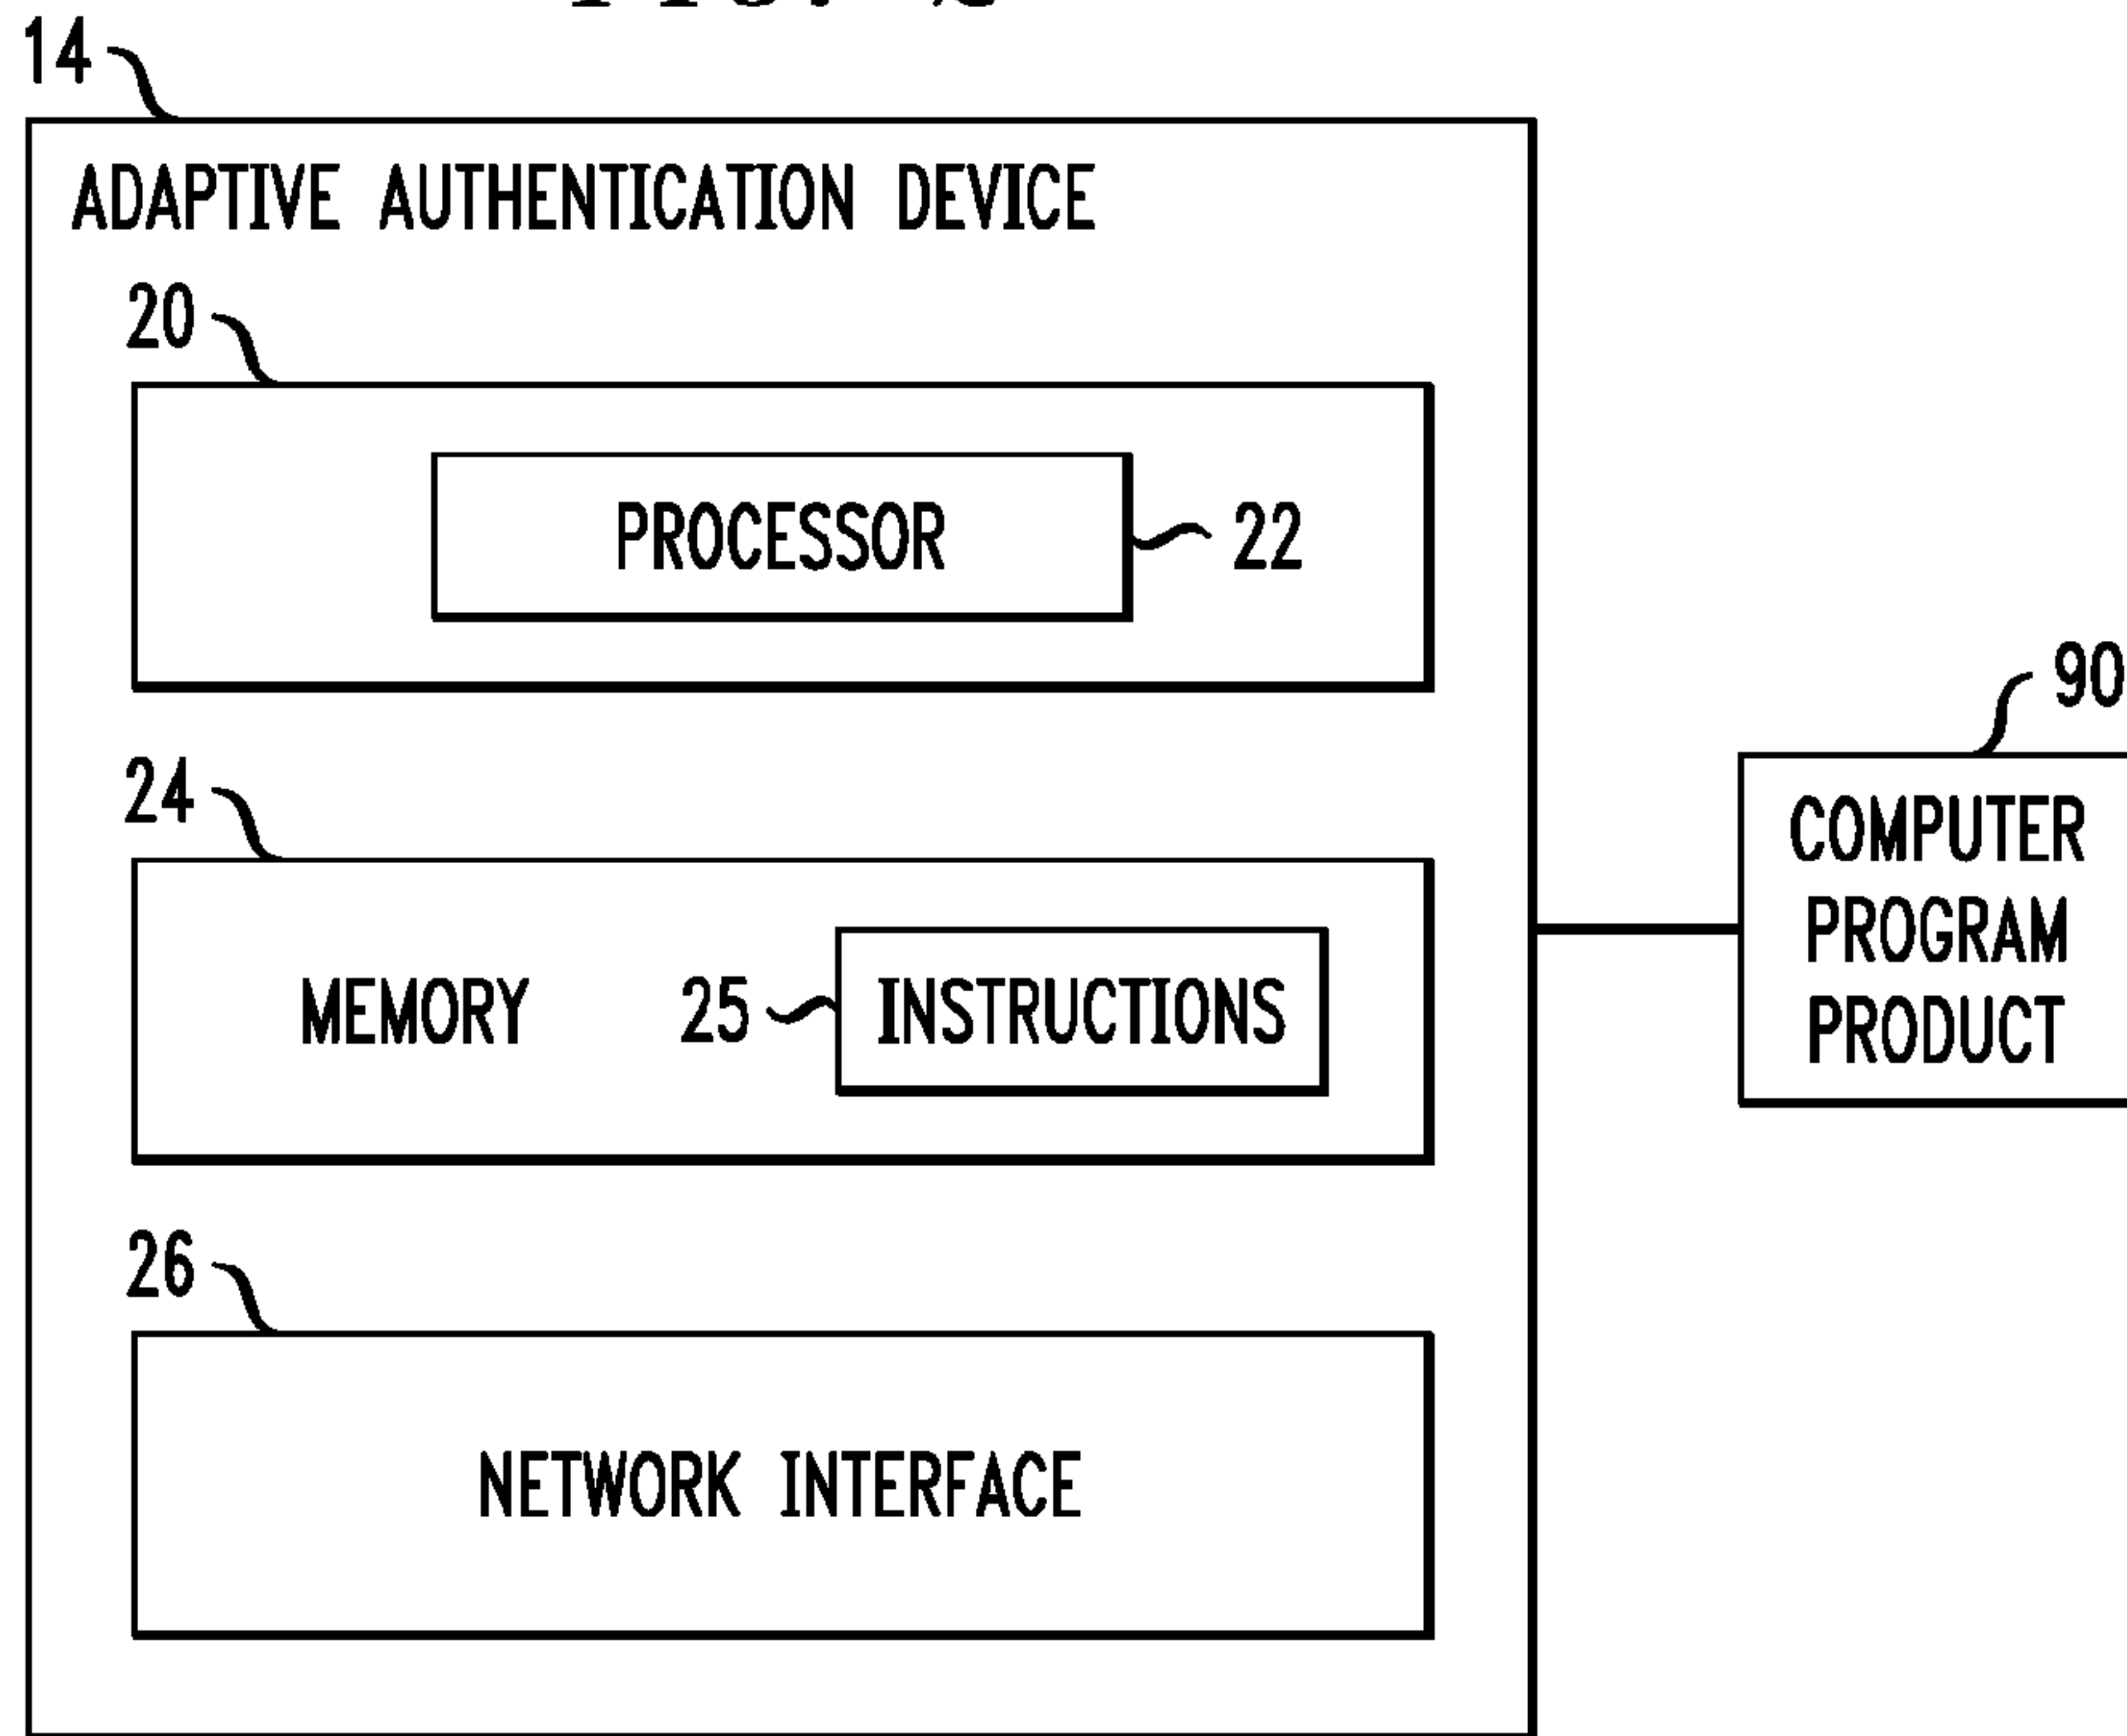 14
ADAPTIVE AUTHENTICATION DEVICE
20
PROCESSOR
22
24
MEMORY
25
INSTRUCTIONS
26
NETWORK INTERFACE
90
COMPUTER
PROGRAM
PRODUCT